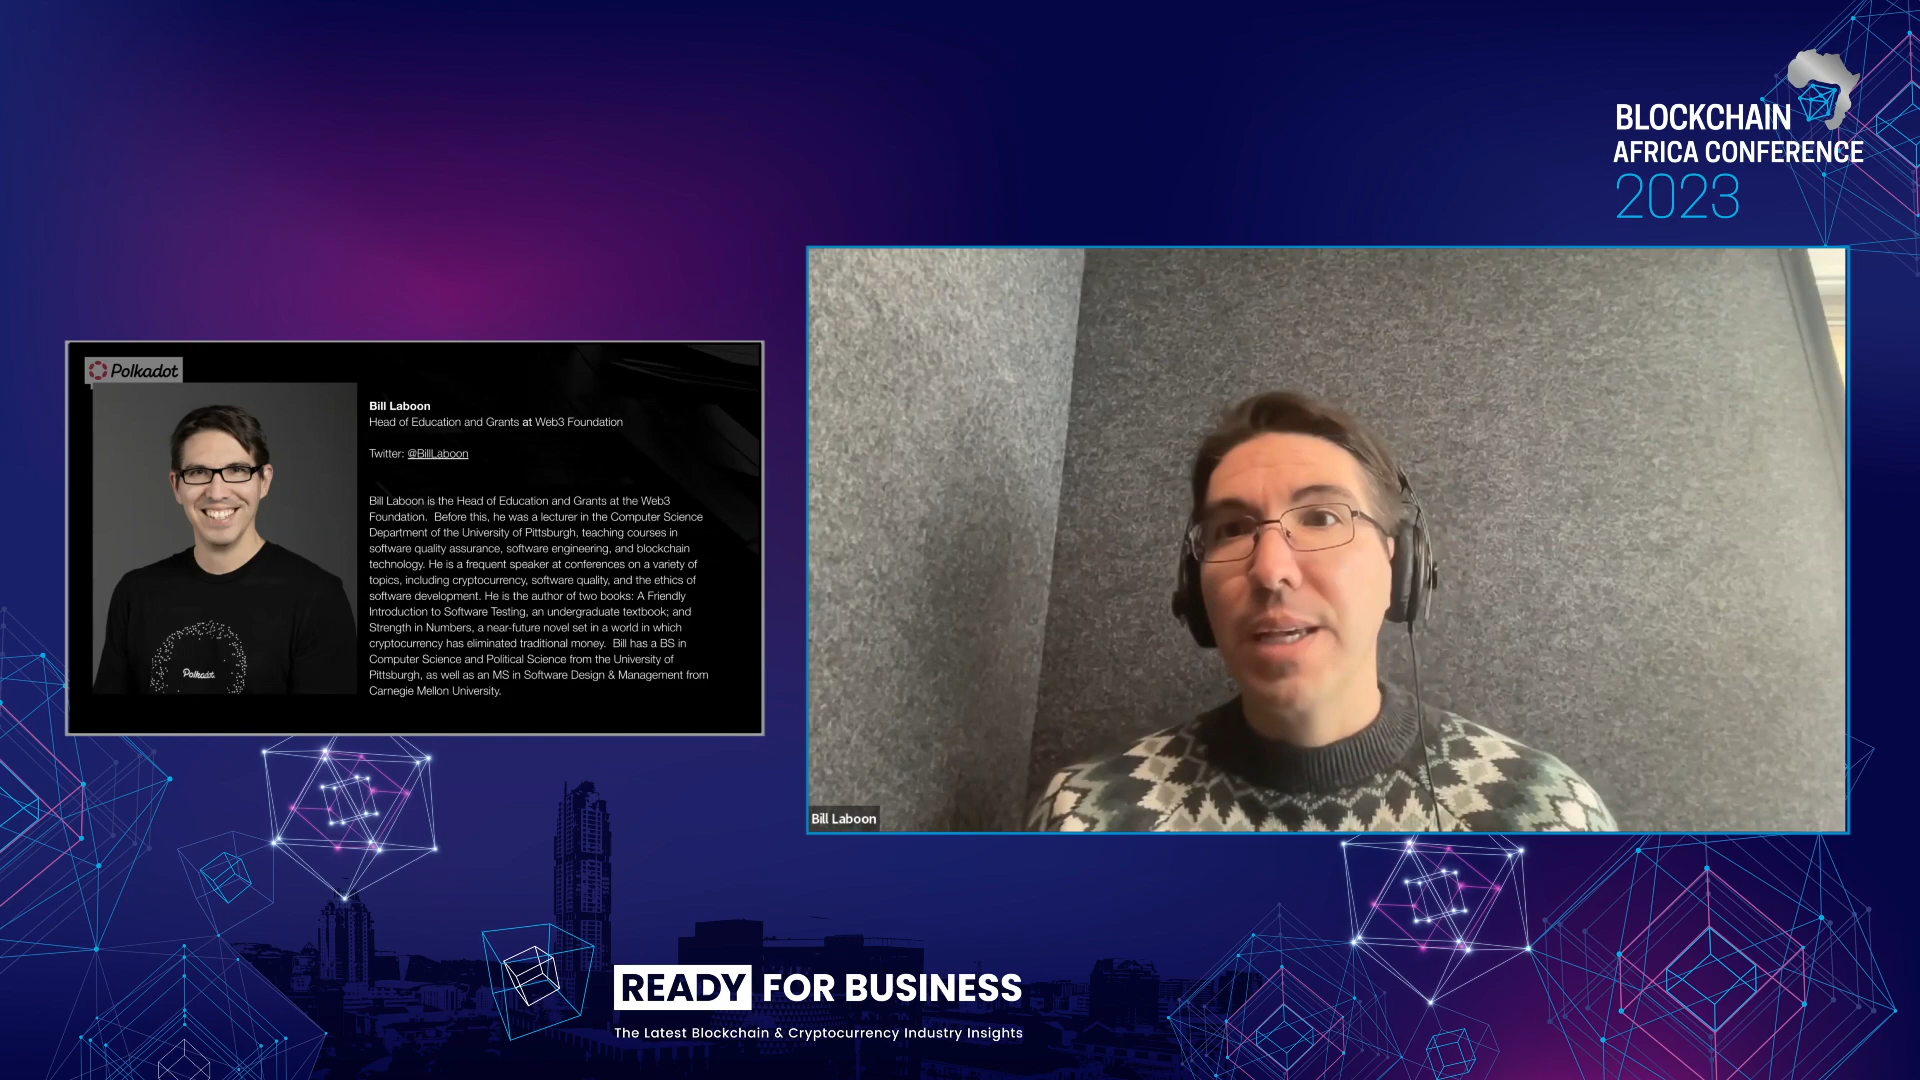 BLOCKCHAIN
AFRICA CONFERENCE
2023
Polkadot
Bill Laboon
Head of Education and Grants at Web3 Foundation
Twitter: @BillLaboon
Bill Laboon is the Head of Education and Grants at the Web3
Foundation. Before this, he was a lecturer in the Computer Science
Department of the University of Pittsburgh, teaching courses in
software quality assurance, software engineering, and blockchain
technology. He is a frequent speaker at conferences on a variety of
topics, including cryptocurrency, software quality, and the ethics of
software development. He is the author of two books: A Friendly
Introduction to Software Testing, an undergraduate textbook; and
Strength in Numbers, a near-future novel set in a world in which
cryptocurrency has eliminated traditional money. Bill has a BS in
Computer Science and Political Science from the University of
Pittsburgh, as well as an MS in Software Design & Management from
Carnegie Mellon University.
Polkadot
Bill Laboon
READY FOR BUSINESS
The Latest Blockchain & Cryptocurrency Industry Insights